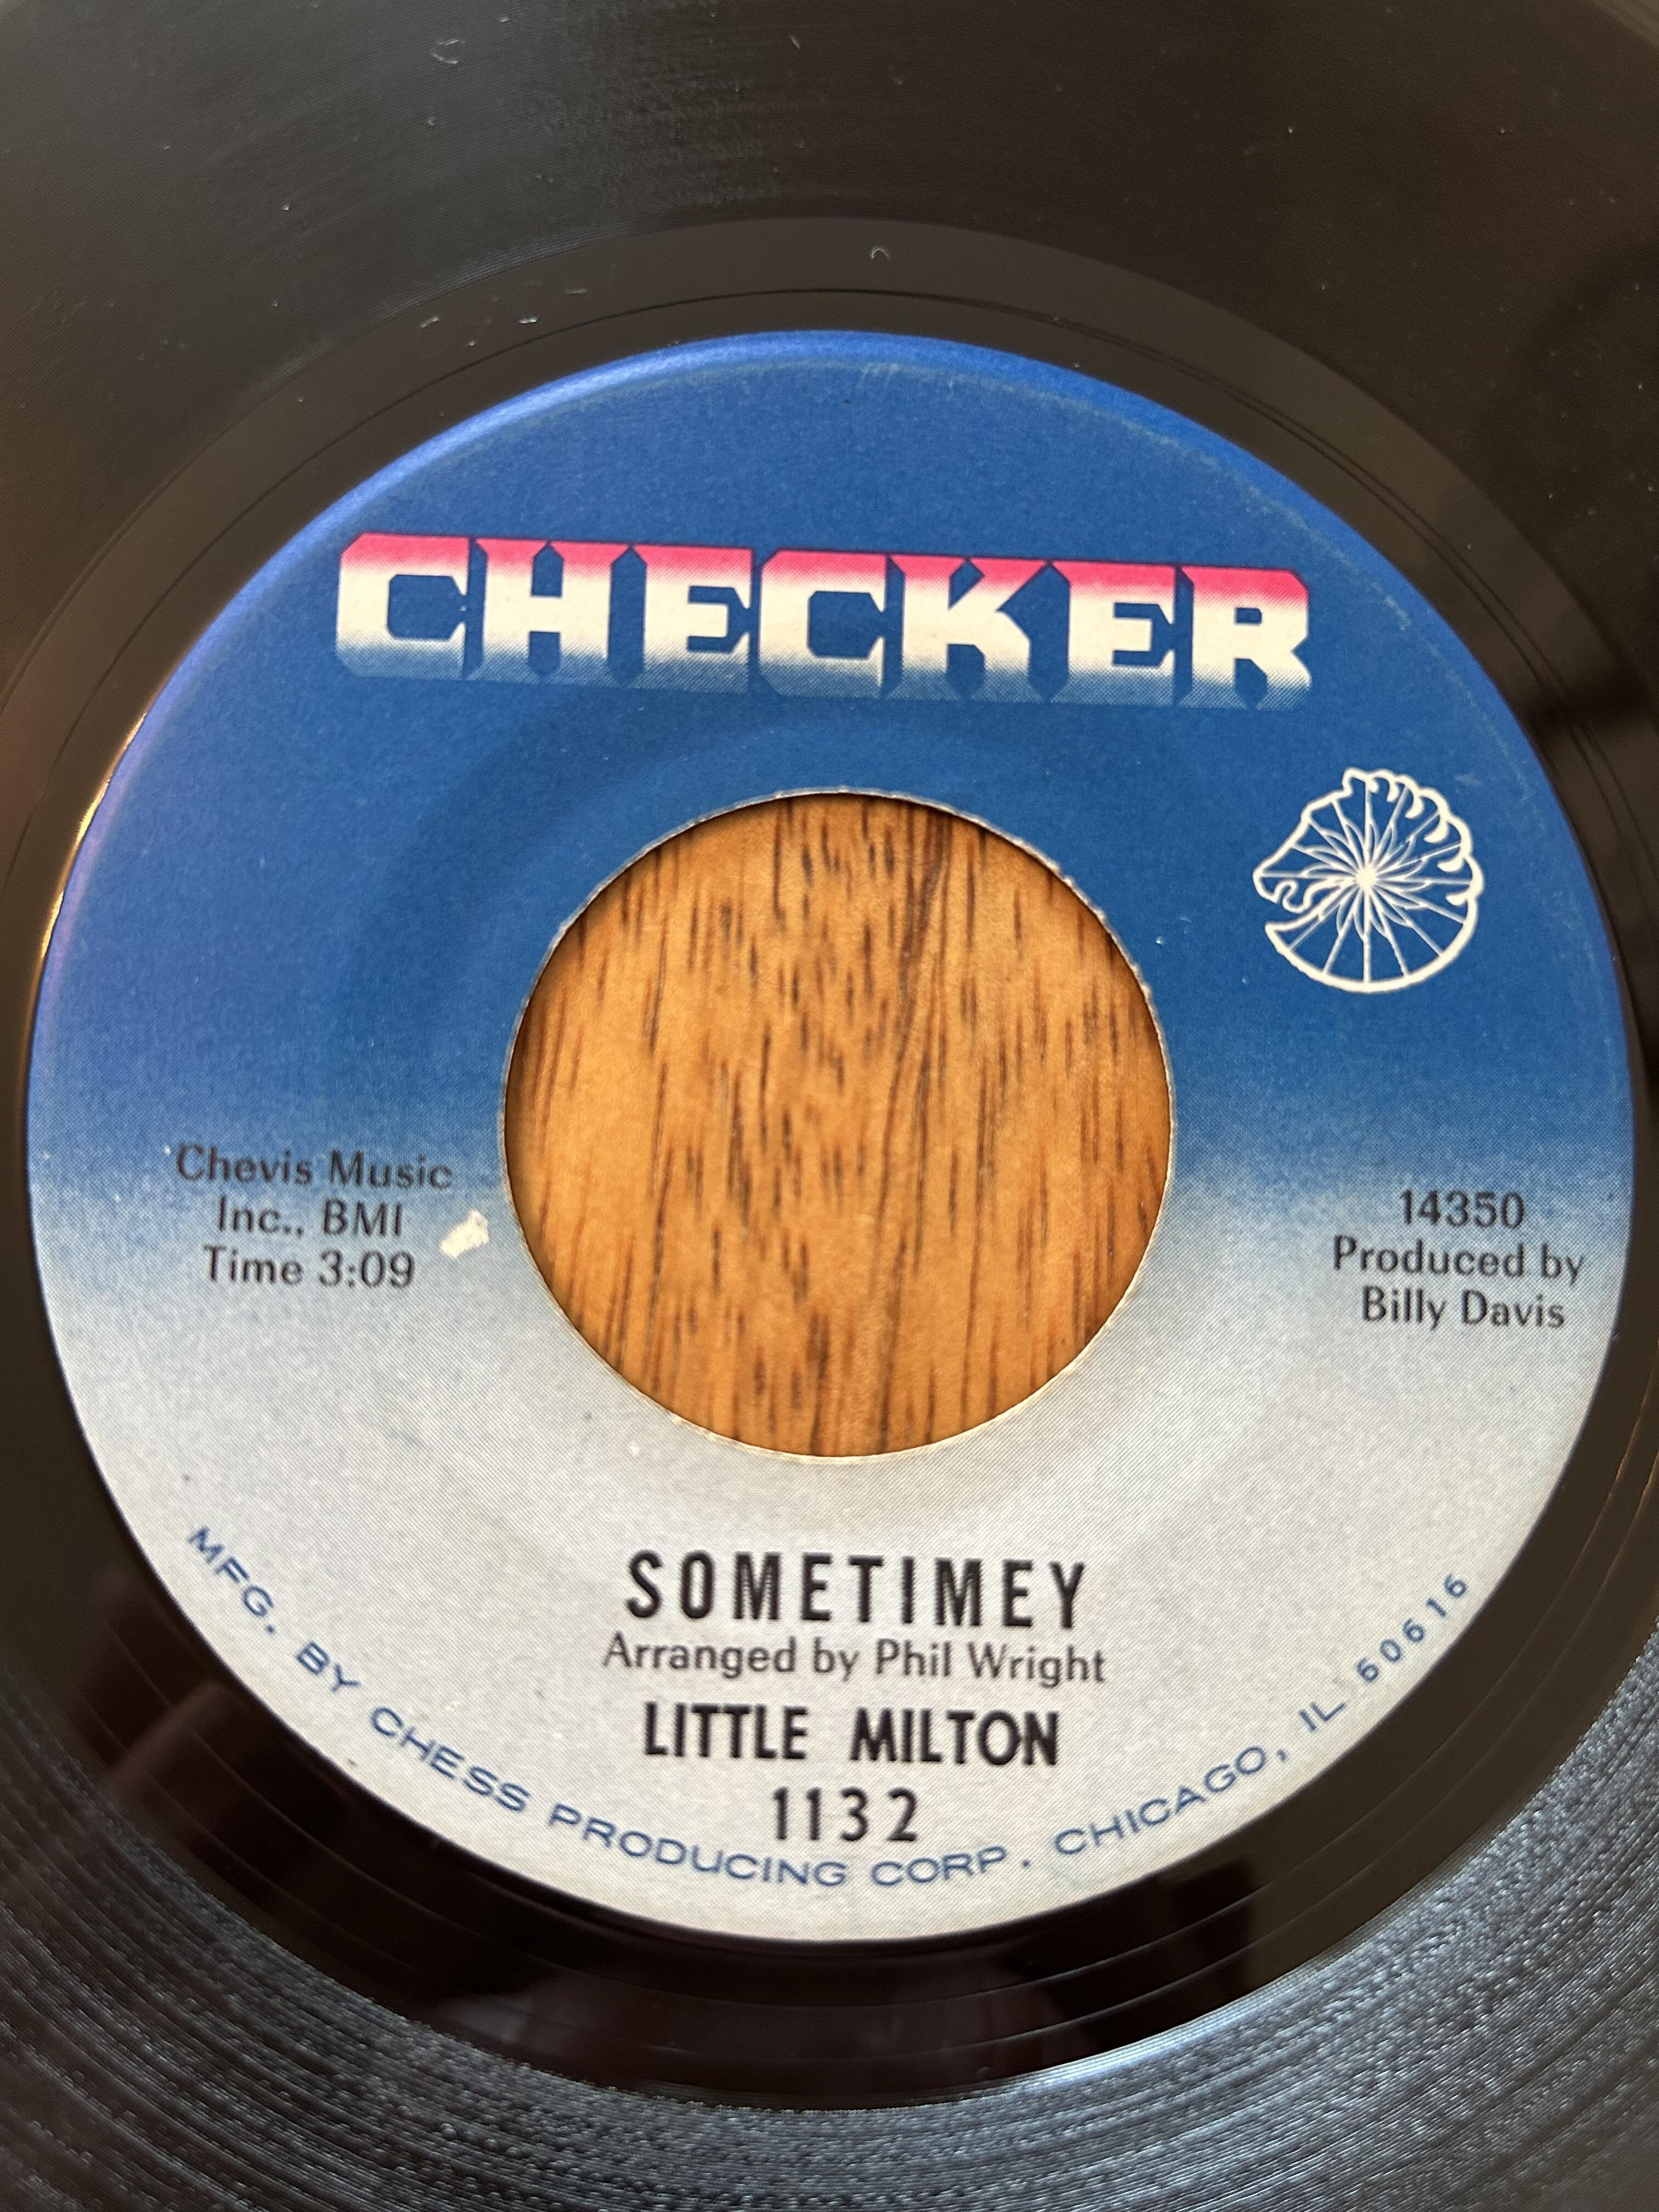 CHECKER
Chevis Music
Inc., BMI
Time 3:09
14350
Produced by
Billy Davis
SOMETIMEY
Arranged by Phil Wright
LITTLE MILTON
1132
MFG. BY CHESS PRODUCING CORP. CHICAGO, IL 60616